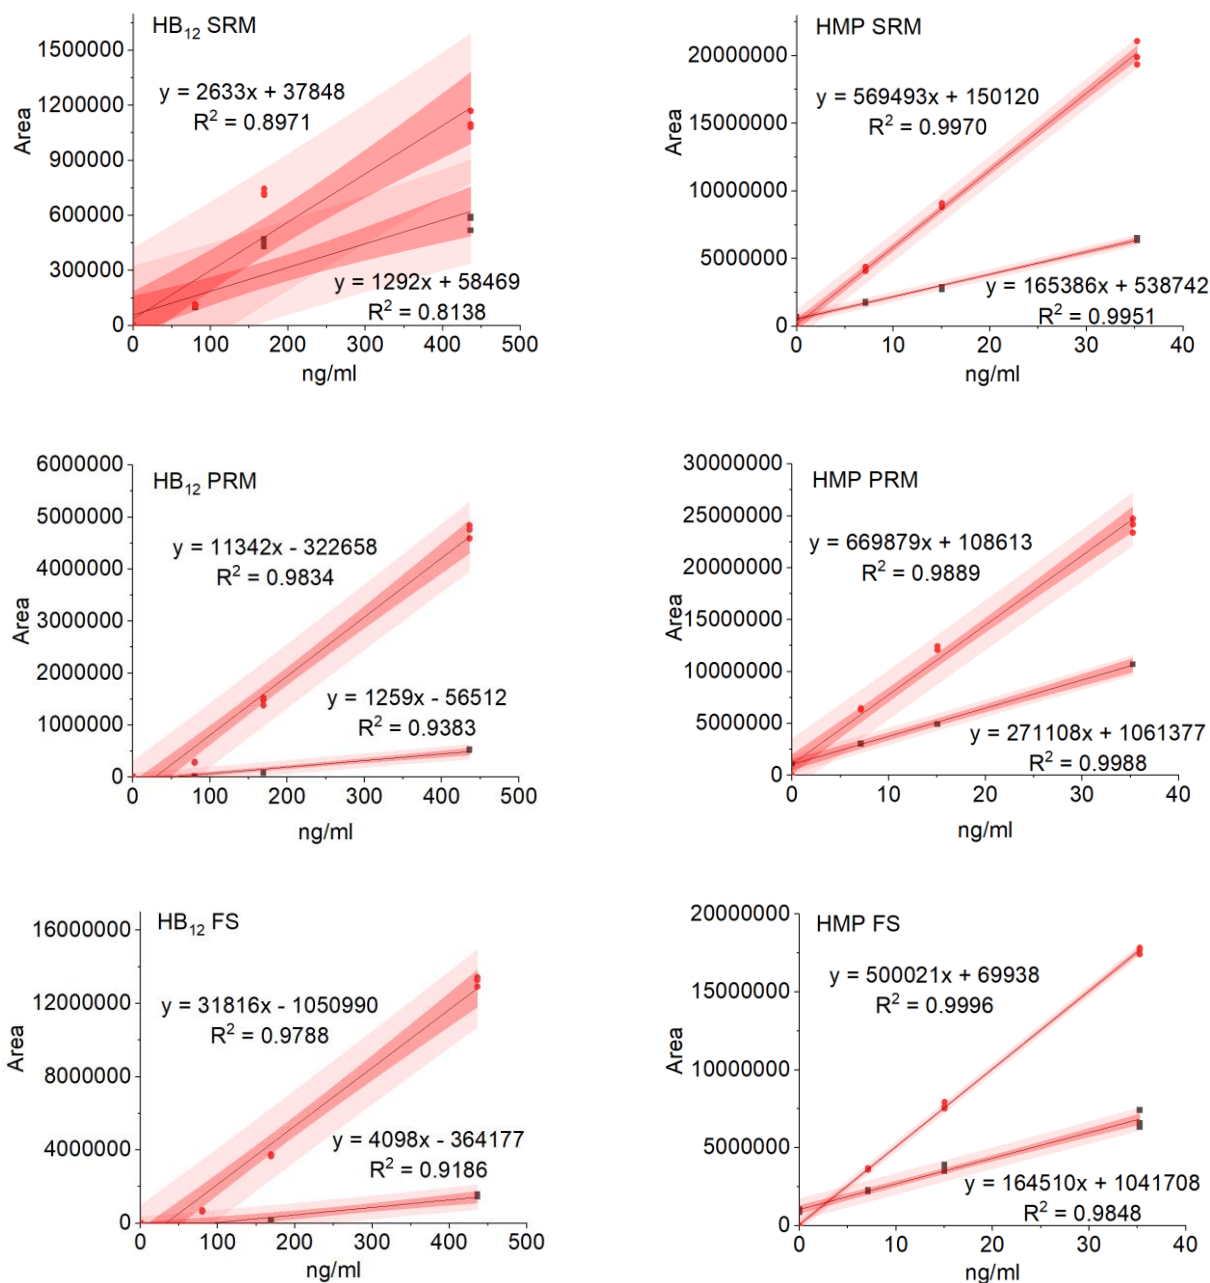 HB₁₂ SRM
1500000
1200000
900000
600000
300000
0
Area
y = 2633x + 37848
R² = 0.8971
y = 1292x + 58469
R² = 0.8138
0 100 200 300 400 500
ng/ml
HMP SRM
20000000
15000000
10000000
5000000
0
Area
y = 569493x + 150120
R² = 0.9970
y = 165386x + 538742
R² = 0.9951
0 10 20 30 40
ng/ml
HB₁₂ PRM
6000000
5000000
4000000
3000000
2000000
1000000
0
Area
y = 11342x - 322658
R² = 0.9834
y = 1259x - 56512
R² = 0.9383
0 100 200 300 400 500
ng/ml
HMP PRM
30000000
25000000
20000000
15000000
10000000
5000000
0
Area
y = 669879x + 108613
R² = 0.9889
y = 271108x + 1061377
R² = 0.9988
0 10 20 30 40
ng/ml
HB₁₂ FS
16000000
12000000
8000000
4000000
0
Area
y = 31816x - 1050990
R² = 0.9788
y = 4098x - 364177
R² = 0.9186
0 100 200 300 400 500
ng/ml
HMP FS
20000000
15000000
10000000
5000000
0
Area
y = 500021x + 69938
R² = 0.9996
y = 164510x + 1041708
R² = 0.9848
0 10 20 30 40
ng/ml